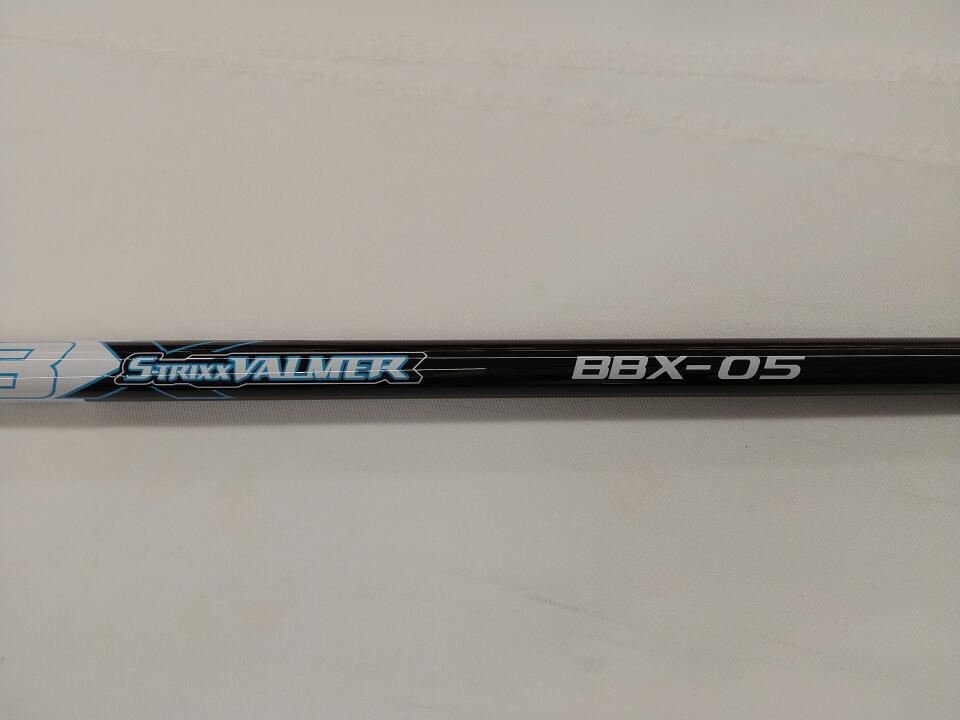 B S-TRIXX VALMER BBX-05